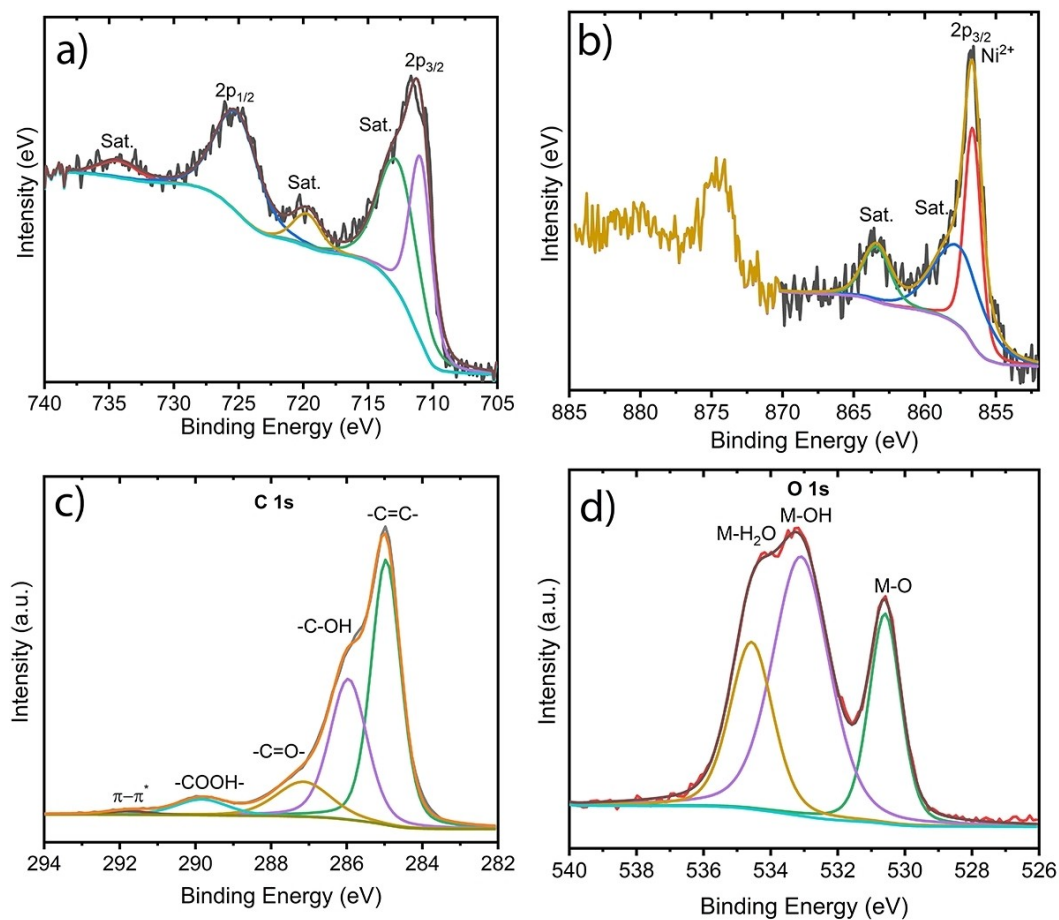 a)
2p3/2
2p1/2
Sat.
Sat.
Sat.
Intensity (eV)
740 730 720 710 705
Binding Energy (eV)
b)
2p3/2
Ni2+
Sat.
Sat.
Intensity (eV)
885 880 875 870 865 860 855
Binding Energy (eV)
c)
C 1s
-C=C-
-C-OH
-C=O-
-COOH-
π–π*
Intensity (a.u.)
294 292 290 288 286 284 282
Binding Energy (eV)
d)
O 1s
M-OH
M-H2O
M-O
Intensity (a.u.)
540 538 536 534 532 530 528 526
Binding Energy (eV)